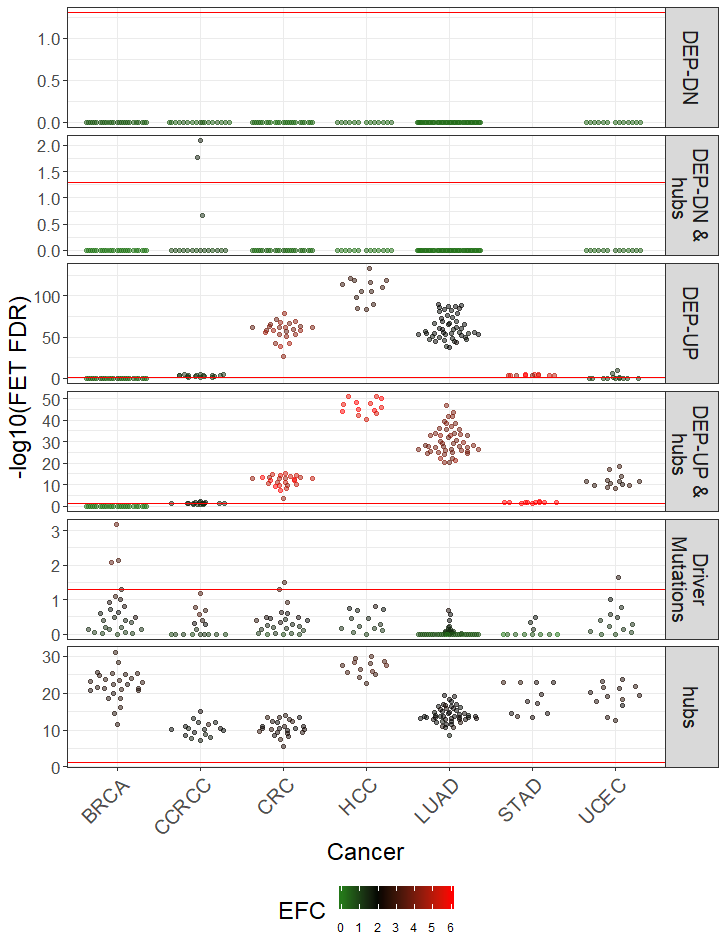 -log10(FET FDR)
1.0
0.5
0.0
DEP-DN
2.0
1.5
1.0
0.5
0.0
DEP-DN &
hubs
100
50
0
DEP-UP
50
40
30
20
10
0
DEP-UP &
hubs
3
2
1
0
Driver
Mutations
30
20
10
0
hubs
BRCA CCRCC CRC HCC LUAD STAD UCEC
Cancer
EFC
0 1 2 3 4 5 6